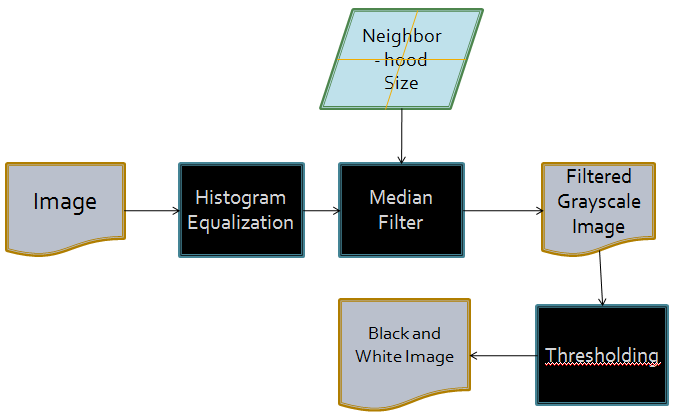 Neighbor
- hood
Size
Image
Histogram
Equalization
Median
Filter
Filtered
Grayscale
Image
Black and
White Image
Thresholding